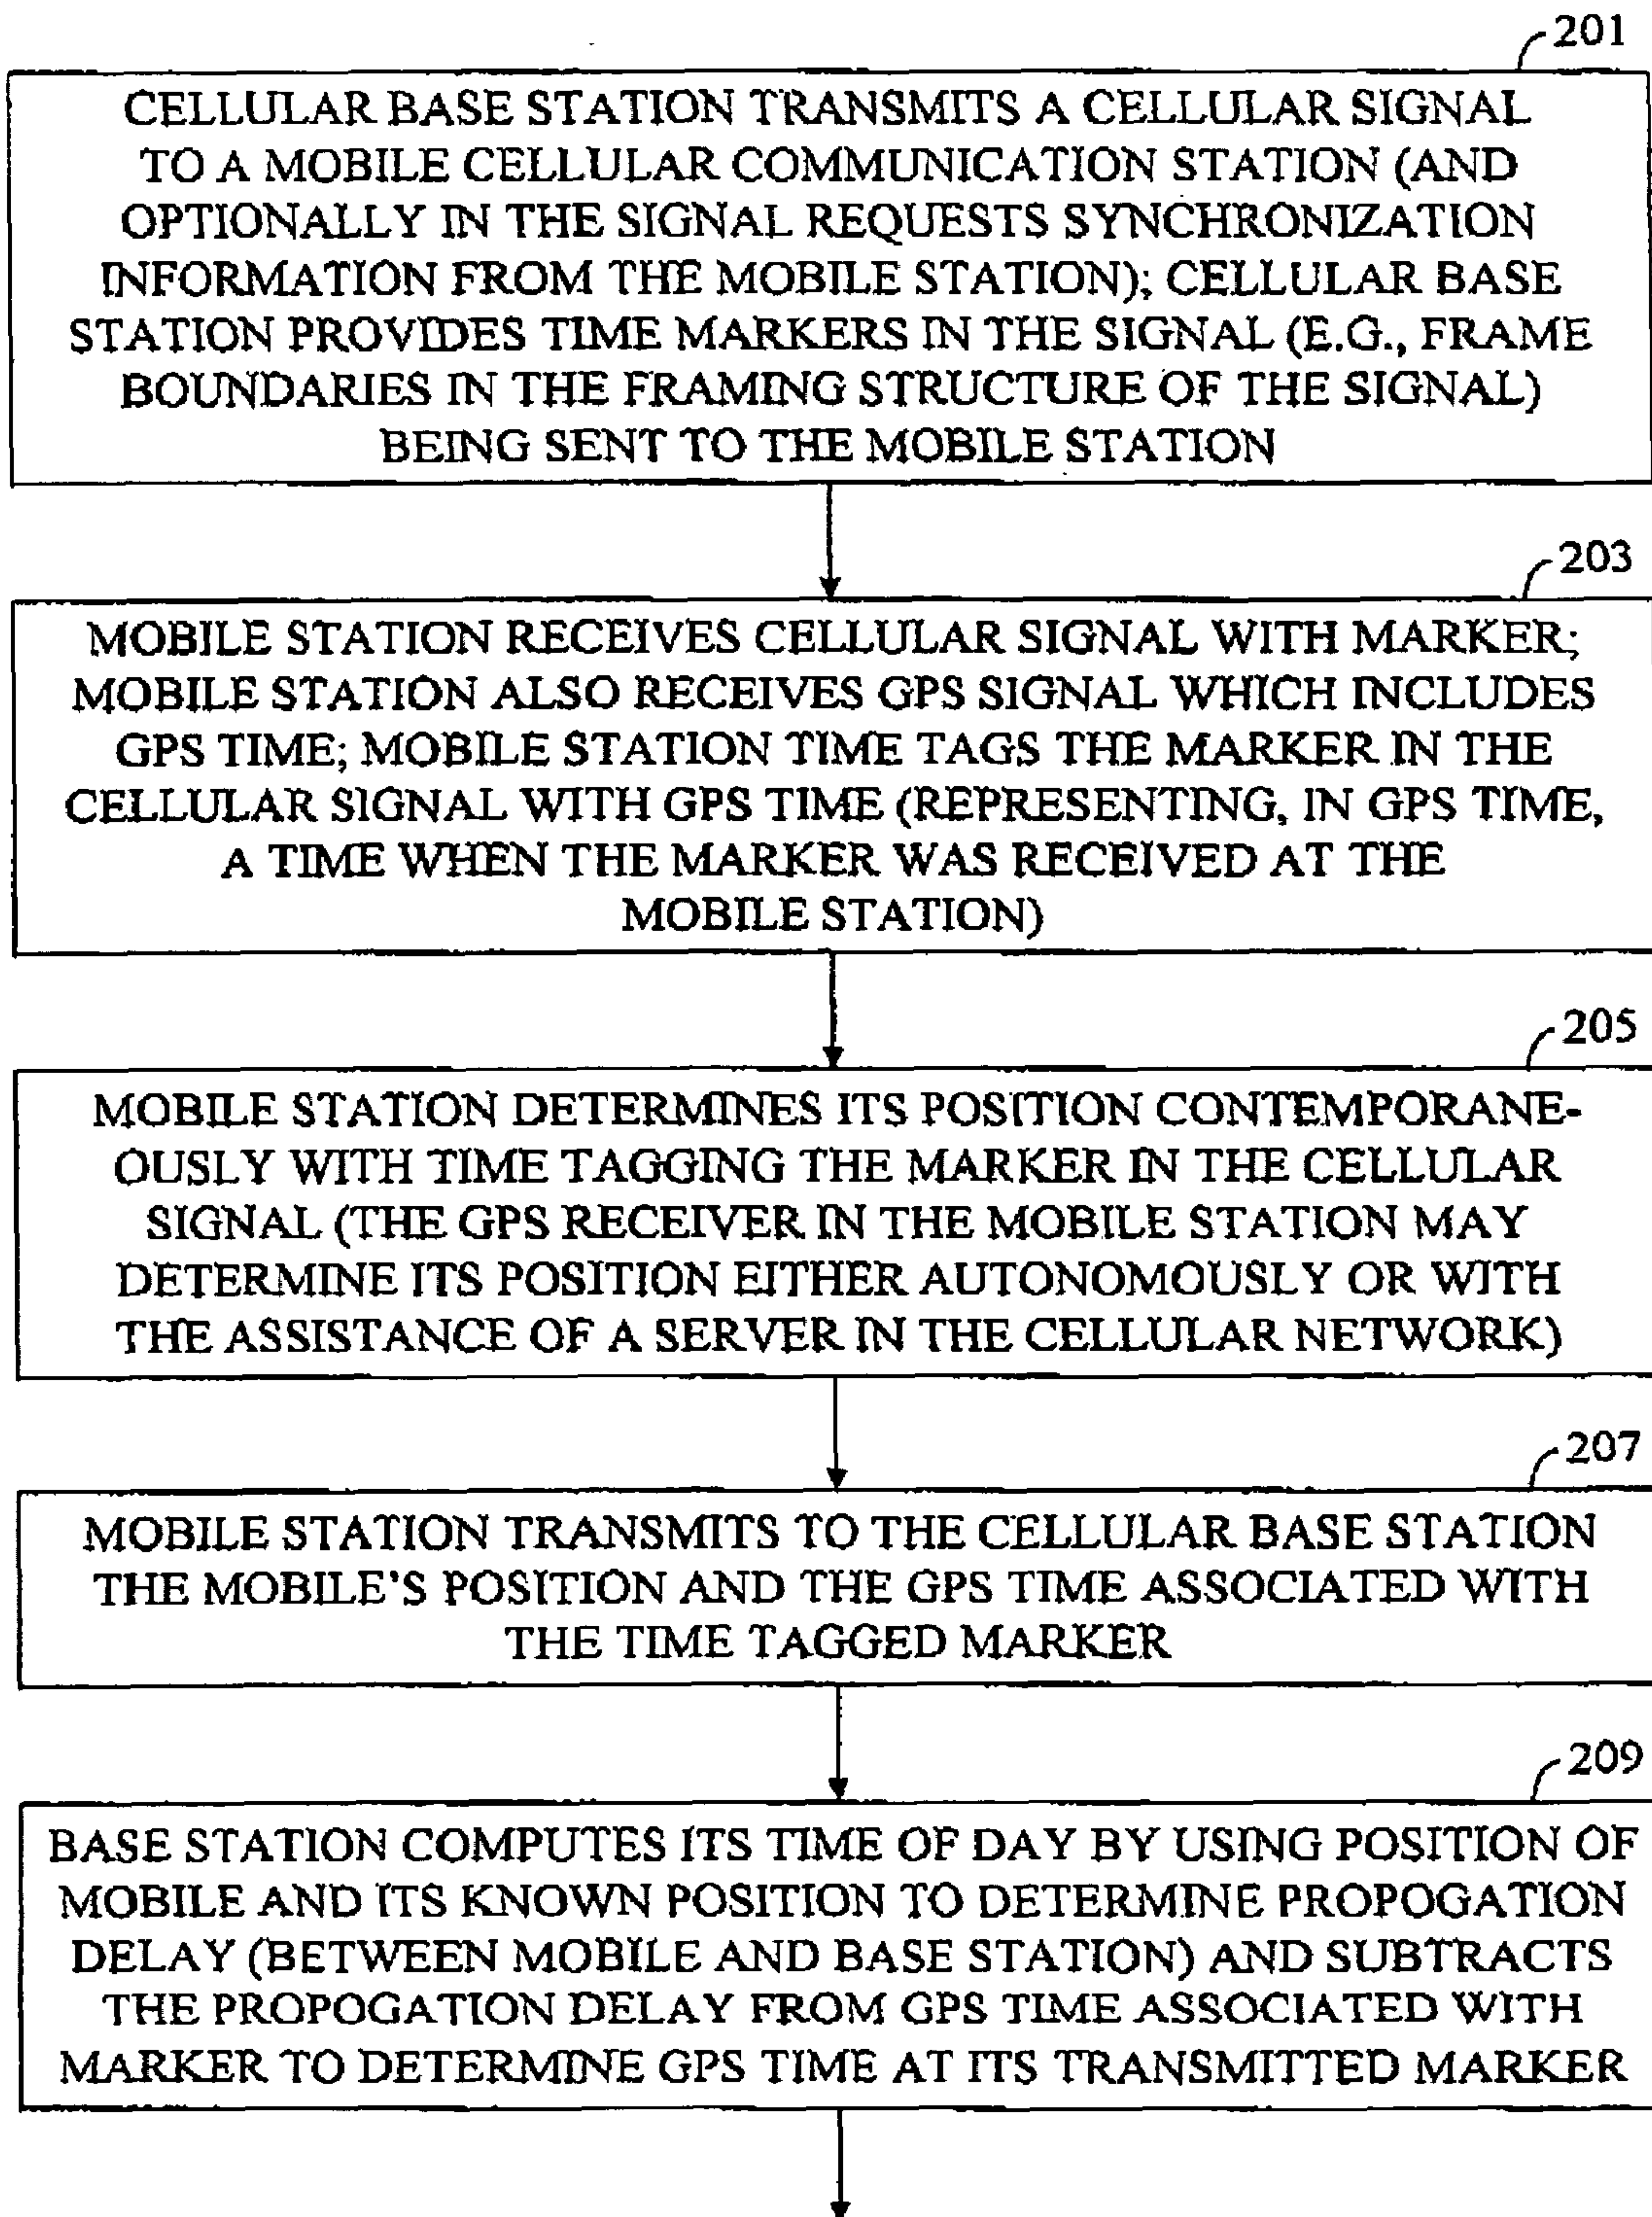 201
CELLULAR BASE STATION TRANSMITS A CELLULAR SIGNAL
TO A MOBILE CELLULAR COMMUNICATION STATION (AND
OPTIONALLY IN THE SIGNAL REQUESTS SYNCHRONIZATION
INFORMATION FROM THE MOBILE STATION); CELLULAR BASE
STATION PROVIDES TIME MARKERS IN THE SIGNAL (E.G., FRAME
BOUNDARIES IN THE FRAMING STRUCTURE OF THE SIGNAL)
BEING SENT TO THE MOBILE STATION
203
MOBILE STATION RECEIVES CELLULAR SIGNAL WITH MARKER;
MOBILE STATION ALSO RECEIVES GPS SIGNAL WHICH INCLUDES
GPS TIME; MOBILE STATION TIME TAGS THE MARKER IN THE
CELLULAR SIGNAL WITH GPS TIME (REPRESENTING, IN GPS TIME,
A TIME WHEN THE MARKER WAS RECEIVED AT THE
MOBILE STATION)
205
MOBILE STATION DETERMINES ITS POSITION CONTEMPORANE-
OUSLY WITH TIME TAGGING THE MARKER IN THE CELLULAR
SIGNAL (THE GPS RECEIVER IN THE MOBILE STATION MAY
DETERMINE ITS POSITION EITHER AUTONOMOUSLY OR WITH
THE ASSISTANCE OF A SERVER IN THE CELLULAR NETWORK)
207
MOBILE STATION TRANSMITS TO THE CELLULAR BASE STATION
THE MOBILE'S POSITION AND THE GPS TIME ASSOCIATED WITH
THE TIME TAGGED MARKER
209
BASE STATION COMPUTES ITS TIME OF DAY BY USING POSITION OF
MOBILE AND ITS KNOWN POSITION TO DETERMINE PROPOGATION
DELAY (BETWEEN MOBILE AND BASE STATION) AND SUBTRACTS
THE PROPOGATION DELAY FROM GPS TIME ASSOCIATED WITH
MARKER TO DETERMINE GPS TIME AT ITS TRANSMITTED MARKER